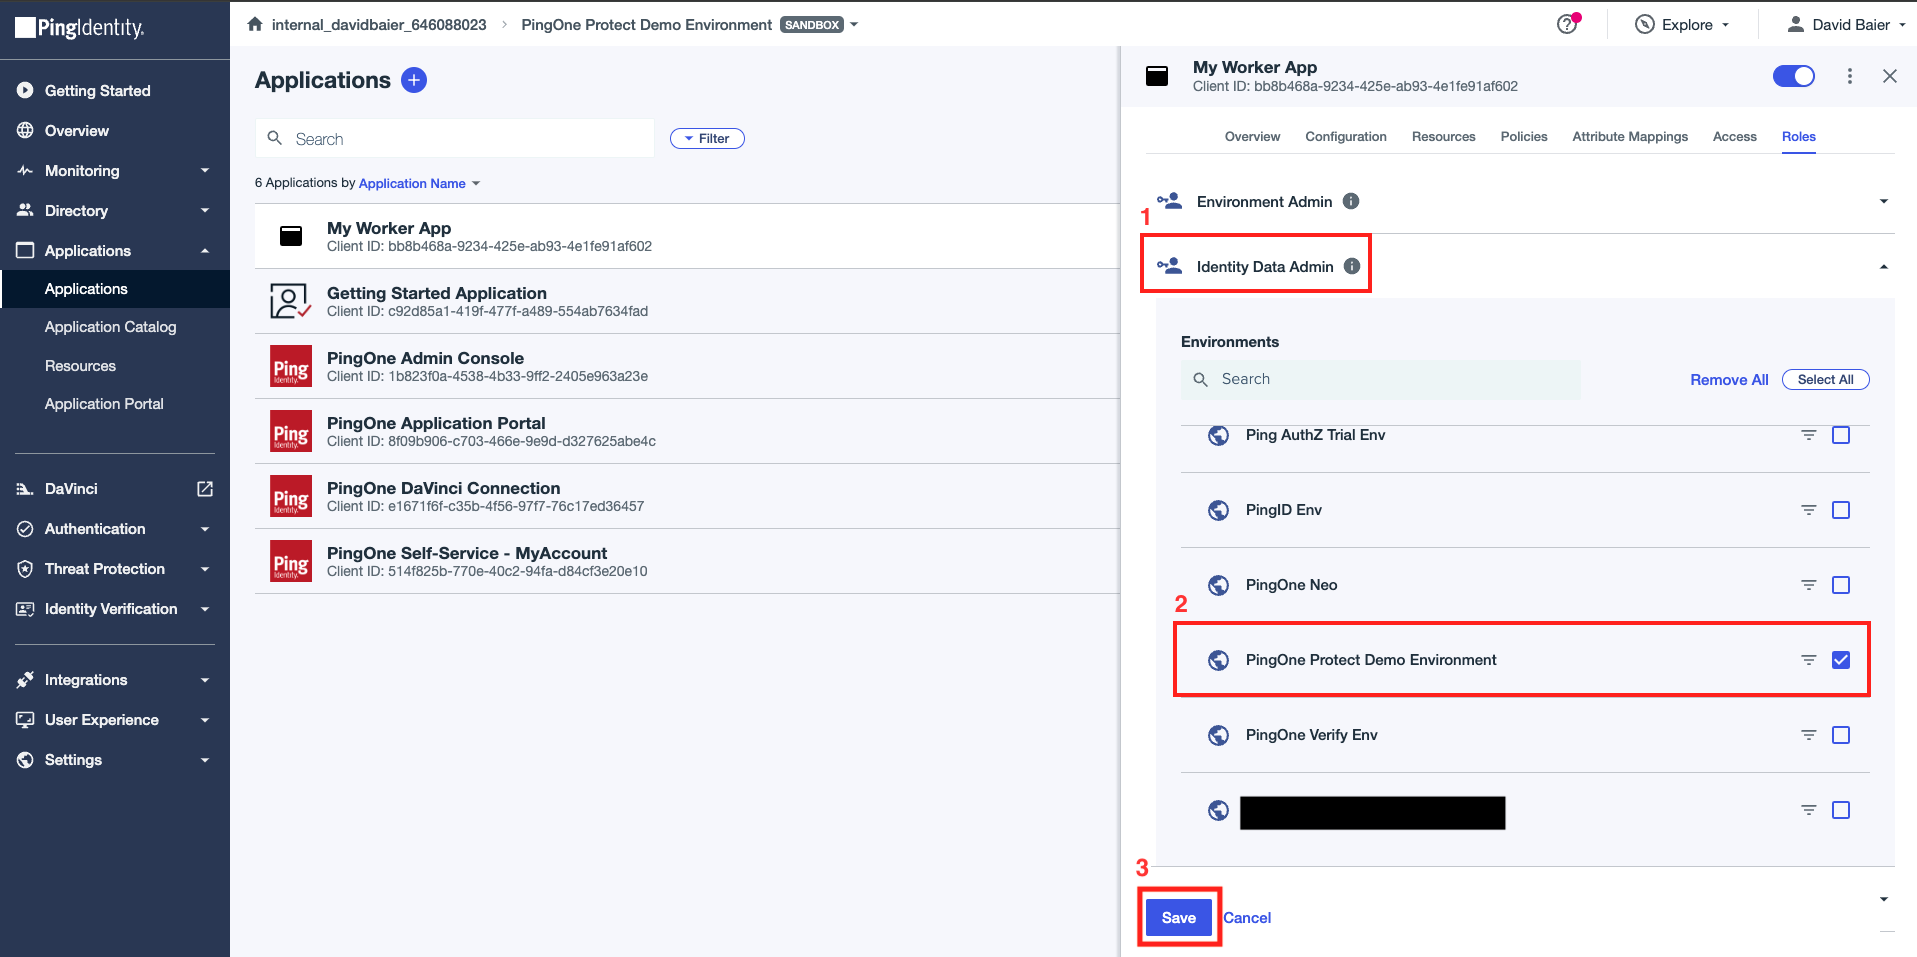 PingIdentity.
internal_davidbaier_646088023
PingOne Protect Demo Environment
SANDBOX
Explore
David Baier
Getting Started
Overview
Monitoring
Directory
Applications
Applications
Application Catalog
Resources
Application Portal
DaVinci
Authentication
Threat Protection
Identity Verification
Integrations
User Experience
Settings
Applications
Search
Filter
6 Applications by Application Name
My Worker App
Client ID: bb8b468a-9234-425e-ab93-4e1fe91af602
Getting Started Application
Client ID: c92d85a1-419f-477f-a489-554ab7634fad
Ping
Identity.
PingOne Admin Console
Client ID: 1b823f0a-4538-4b33-9ff2-2405e963a23e
Ping
Identity.
PingOne Application Portal
Client ID: 8f09b906-c703-466e-9e9d-d327625abe4c
Ping
Identity.
PingOne DaVinci Connection
Client ID: e1671f6f-c35b-4f56-97f7-76c17ed36457
Ping
Identity.
PingOne Self-Service - MyAccount
Client ID: 514f825b-770e-40c2-94fa-d84cf3e20e10
My Worker App
Client ID: bb8b468a-9234-425e-ab93-4e1fe91af602
Overview Configuration Resources Policies Attribute Mappings Access Roles
Environment Admin
1
Identity Data Admin
Environments
Search
Remove All
Select All
Ping AuthZ Trial Env
PingID Env
PingOne Neo
2
PingOne Protect Demo Environment
PingOne Verify Env
3
Save
Cancel